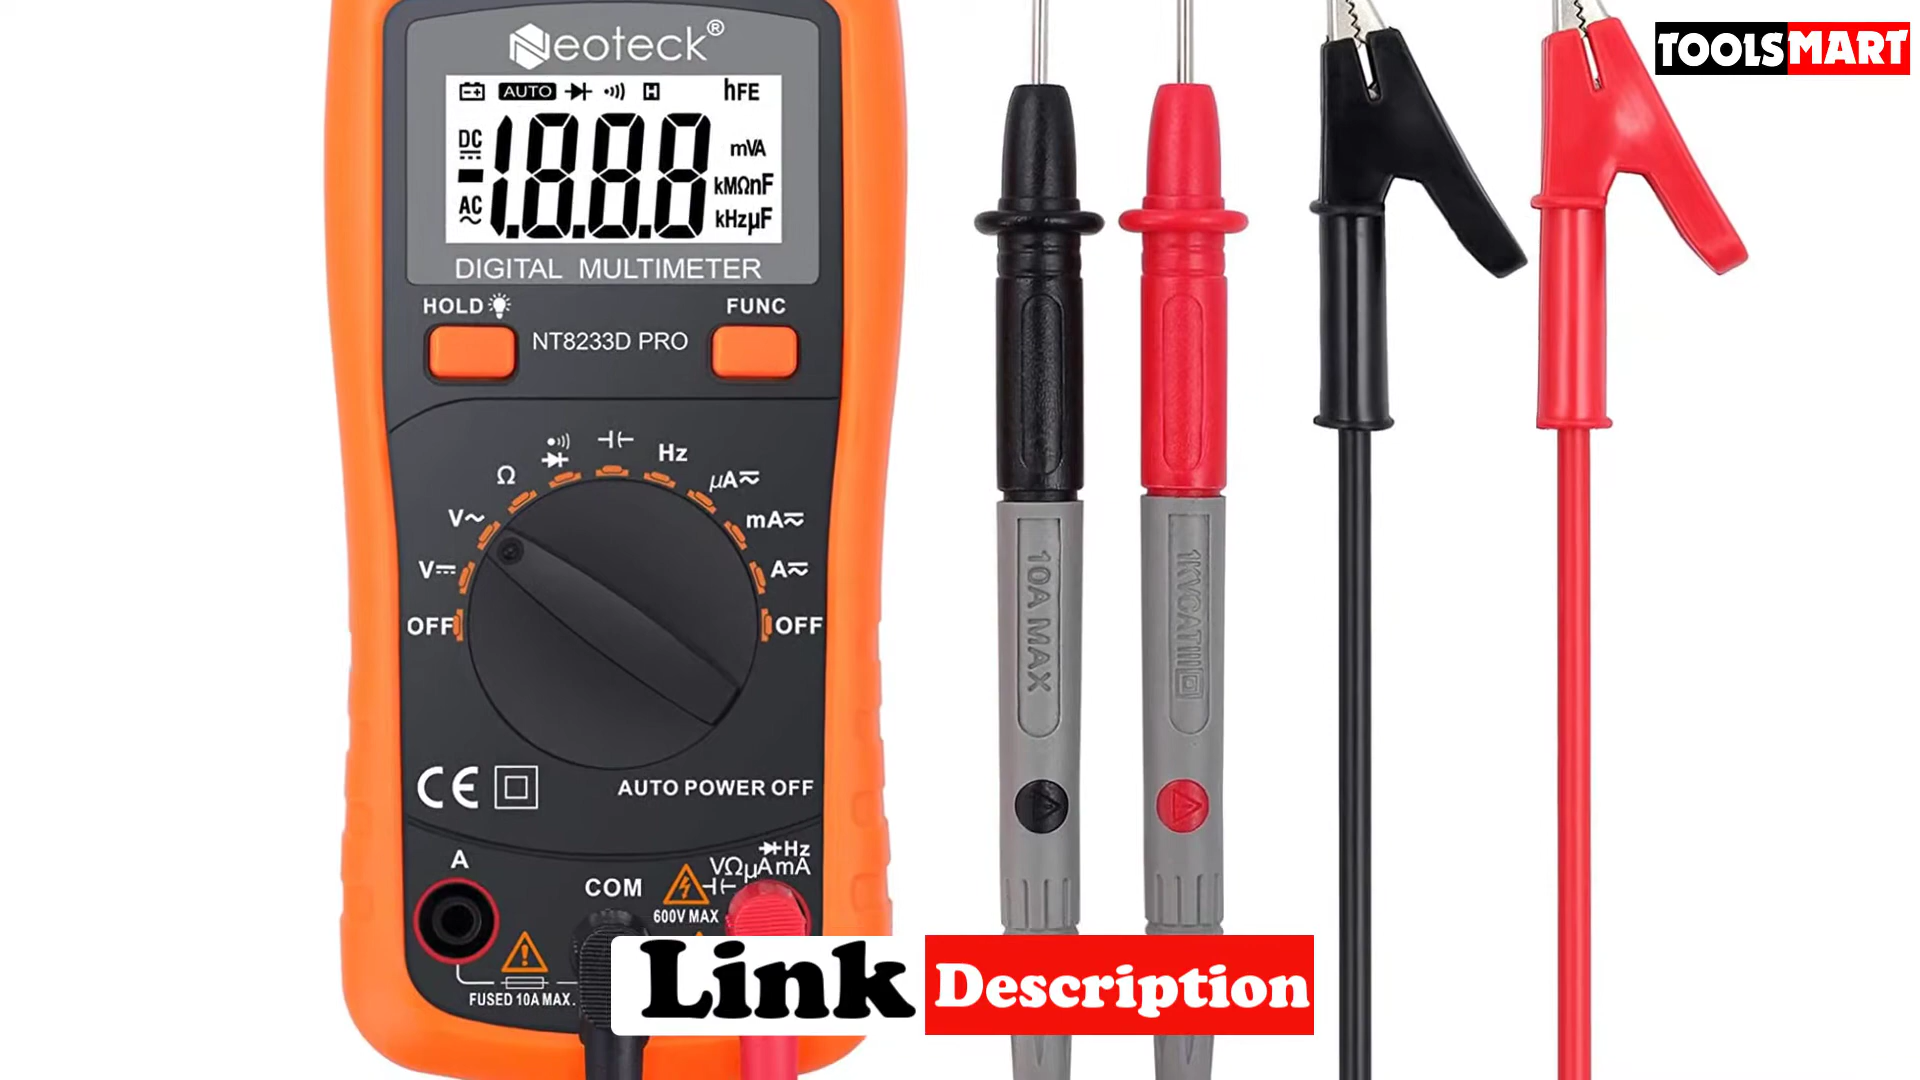 TOOLSMART
Neoteck®
AUTO hFE
DC
1.8.8.8
mVA
kMΩnF
AC
kHzµF
DIGITAL MULTIMETER
HOLD
FUNC
NT8233D PRO
Hz
Ω
µA
V~
mA
V
A
OFF
OFF
CE
AUTO POWER OFF
A
Hz
VΩµAmA
COM
600V MAX
FUSED 10A MAX.
10A MAX
1KVCATIII
Link Description